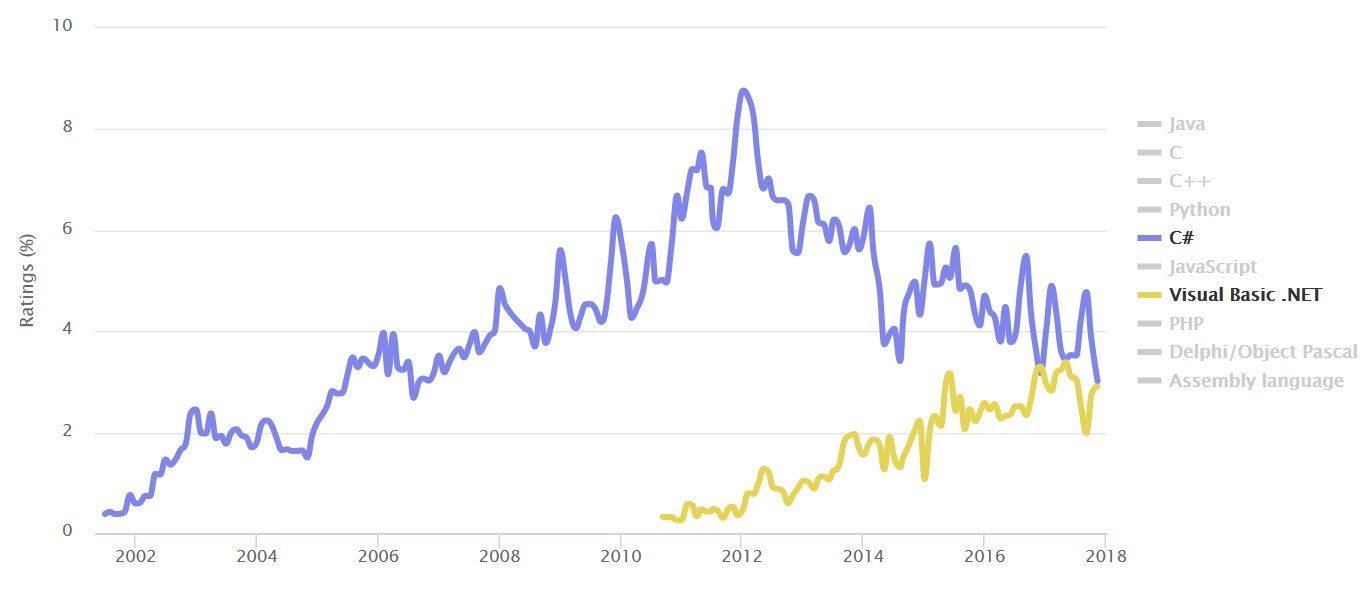 10
8
6
4
2
0
Ratings (%)
2002 2004 2006 2008 2010 2012 2014 2016 2018
Java
C
C++
Python
C#
JavaScript
Visual Basic .NET
PHP
Delphi/Object Pascal
Assembly language